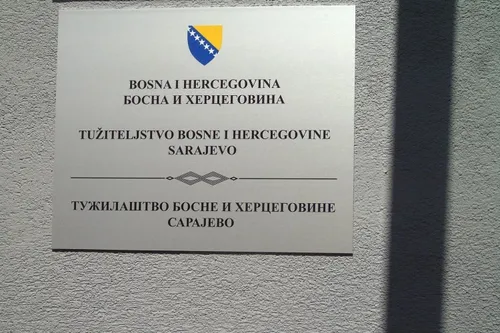 BOSNA I HERCEGOVINA
БОСНА И ХЕРЦЕГОВИНА
TUŽITELJSTVO BOSNE I HERCEGOVINE
SARAJEVO
ТУЖИЛАШТВО БОСНЕ И ХЕРЦЕГОВИНЕ
САРАЈЕВО